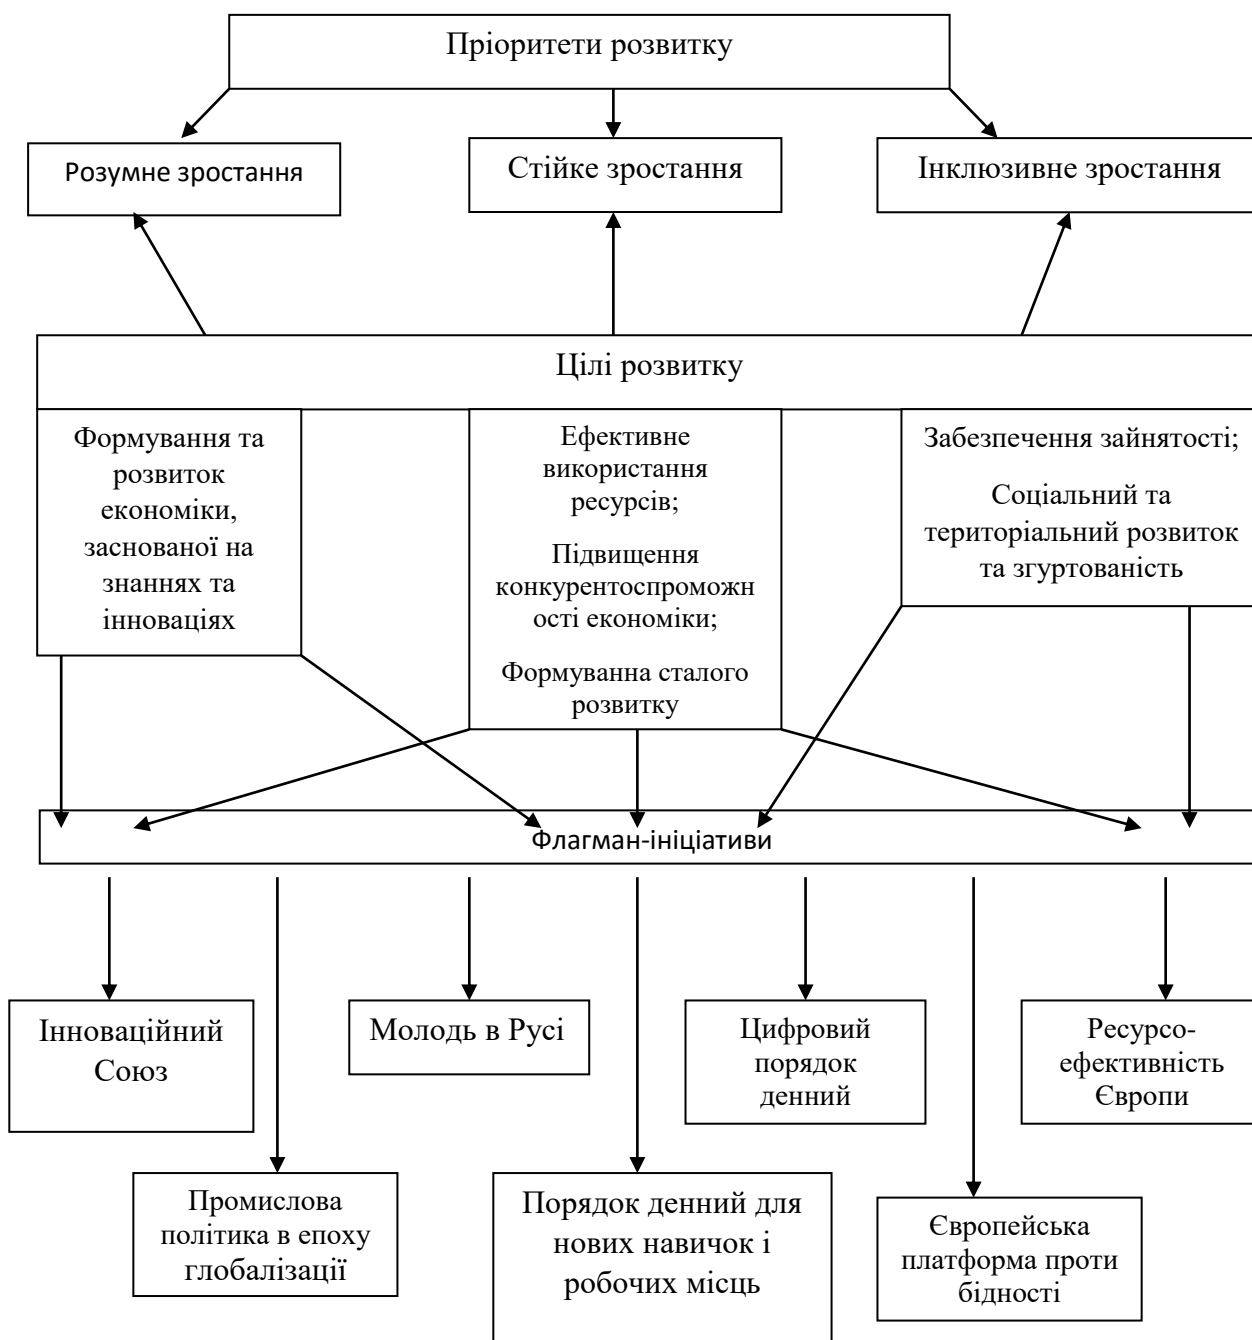 Пріоритети розвитку
Розумне зростання
Стійке зростання
Інклюзивне зростання
Цілі розвитку
Формування та
розвиток
економіки,
заснованої на
знаннях та
інноваціях
Ефективне
використання
ресурсів;
Підвищення
конкурентоспроможн
ості економіки;
Формуванна сталого
розвитку
Забезпечення зайнятості;
Соціальний та
територіальний розвиток
та згуртованість
Флагман-ініціативи
Інноваційний
Союз
Молодь в Русі
Цифровий
порядок
денний
Ресурсо-
ефективність
Європи
Промислова
політика в епоху
глобалізації
Порядок денний для
нових навичок і
робочих місць
Європейська
платформа проти
бідності